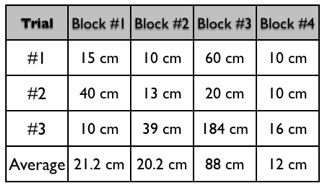 Trial Block #1 Block #2 Block #3 Block #4
#1 15 cm 10 cm 60 cm 10 cm
#2 40 cm 13 cm 20 cm 10 cm
#3 10 cm 39 cm 184 cm 16 cm
Average 21.2 cm 20.2 cm 88 cm 12 cm